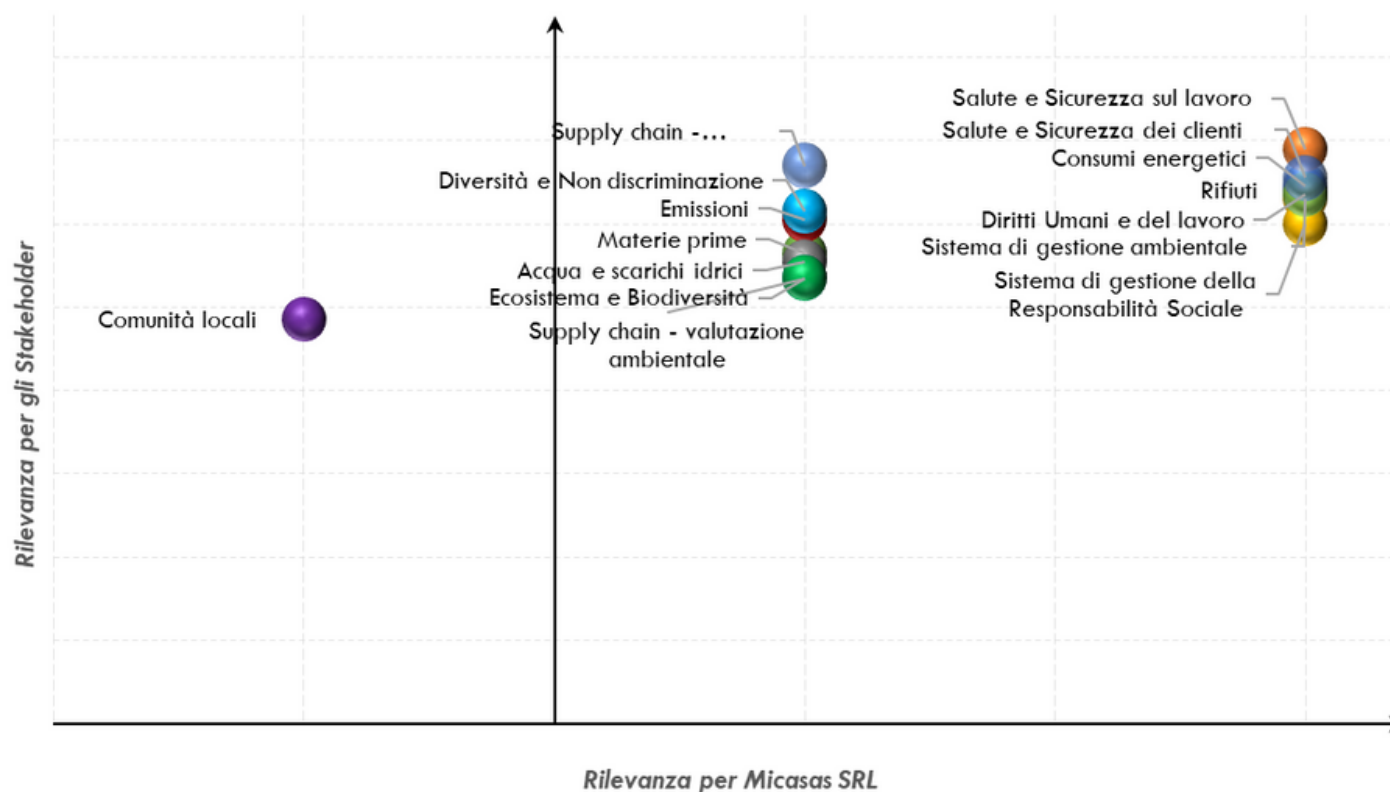 Salute e Sicurezza sul lavoro
Supply chain -...
Salute e Sicurezza dei clienti
Consumi energetici
Diversità e Non discriminazione
Rifiuti
Emissioni
Diritti Umani e del lavoro
Materie prime
Sistema di gestione ambientale
Acqua e scarichi idrici
Sistema di gestione della
Responsabilità Sociale
Ecosistema e Biodiversità
Comunità locali
Supply chain - valutazione
ambientale
Rilevanza per gli Stakeholder
Rilevanza per Micasas SRL